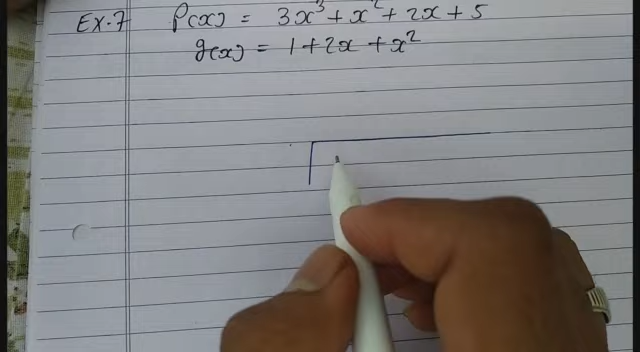 Ex.7 P(x) = 3x³ + x² + 2x + 5
g(x) = 1 + 2x + x²